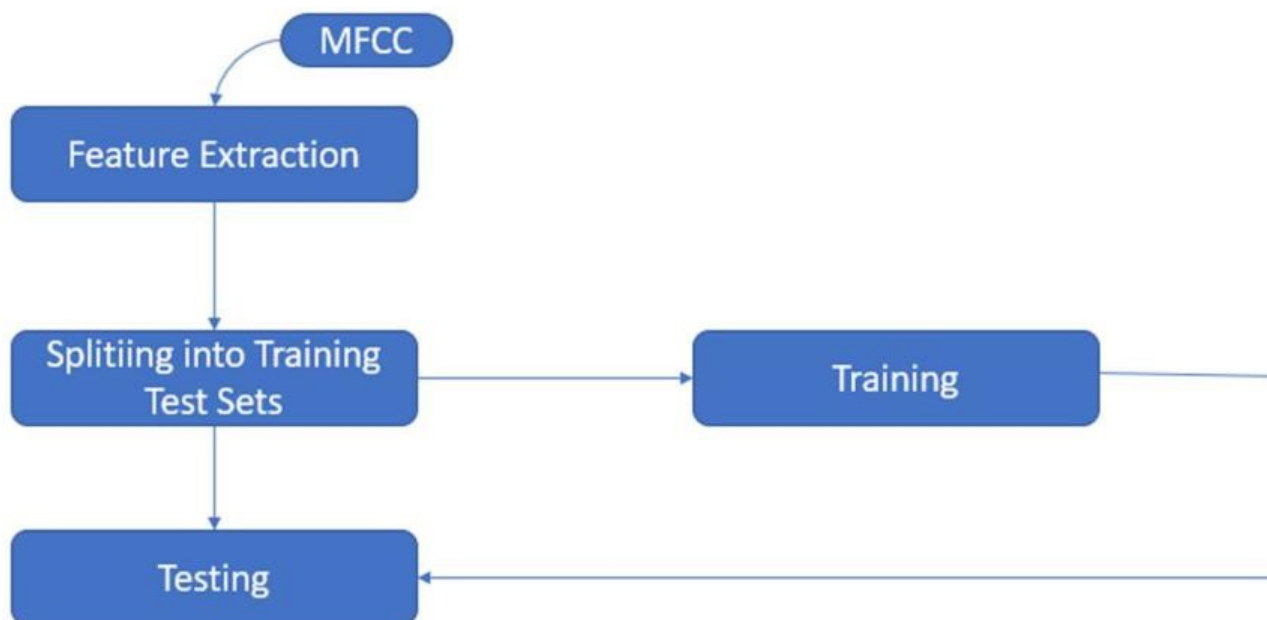 MFCC
Feature Extraction
Splitiing into Training
Test Sets
Training
Testing